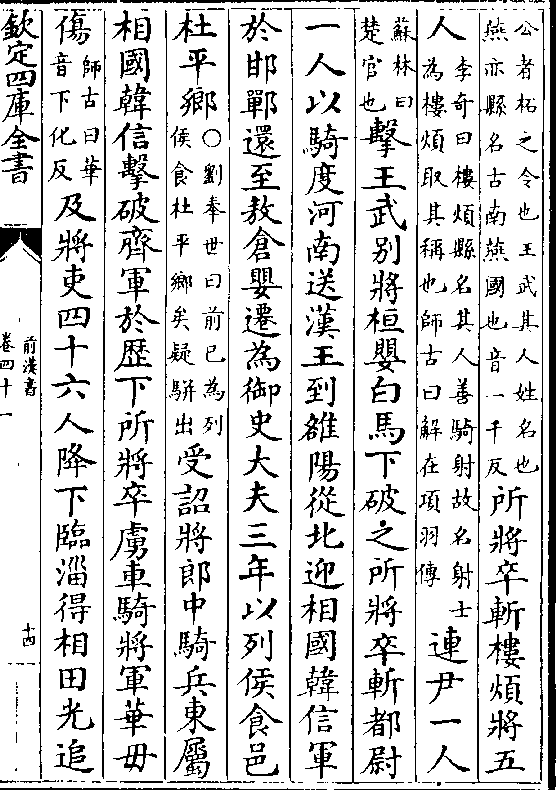 公者柘之令也王武其人姓名也
燕亦縣名古南燕國也音一千反
所將卒斬樓煩將五
人
李奇曰樓煩縣名其人善騎射故名射士
為樓煩取其稱也師古曰解在項羽傳
連尹一人
蘇林曰
楚官也
擊王武别將桓嬰白馬下破之所將卒斬都尉
一人以騎度河南送漢王到雒陽從北迎相國韓信軍
於邯鄲還至敖倉嬰遷為御史大夫三年以列侯食邑
杜平鄉
○劉奉世曰前已為列
侯食杜平鄉矣疑駢出
受詔將郎中騎兵東屬
相國韓信擊破齊軍於歷下所將卒虜車騎將軍華毋
傷
師古曰華
音下化反
及將吏四十六人降下臨淄得相田光追
欽定四庫全書
前漢書
卷四十一
十四